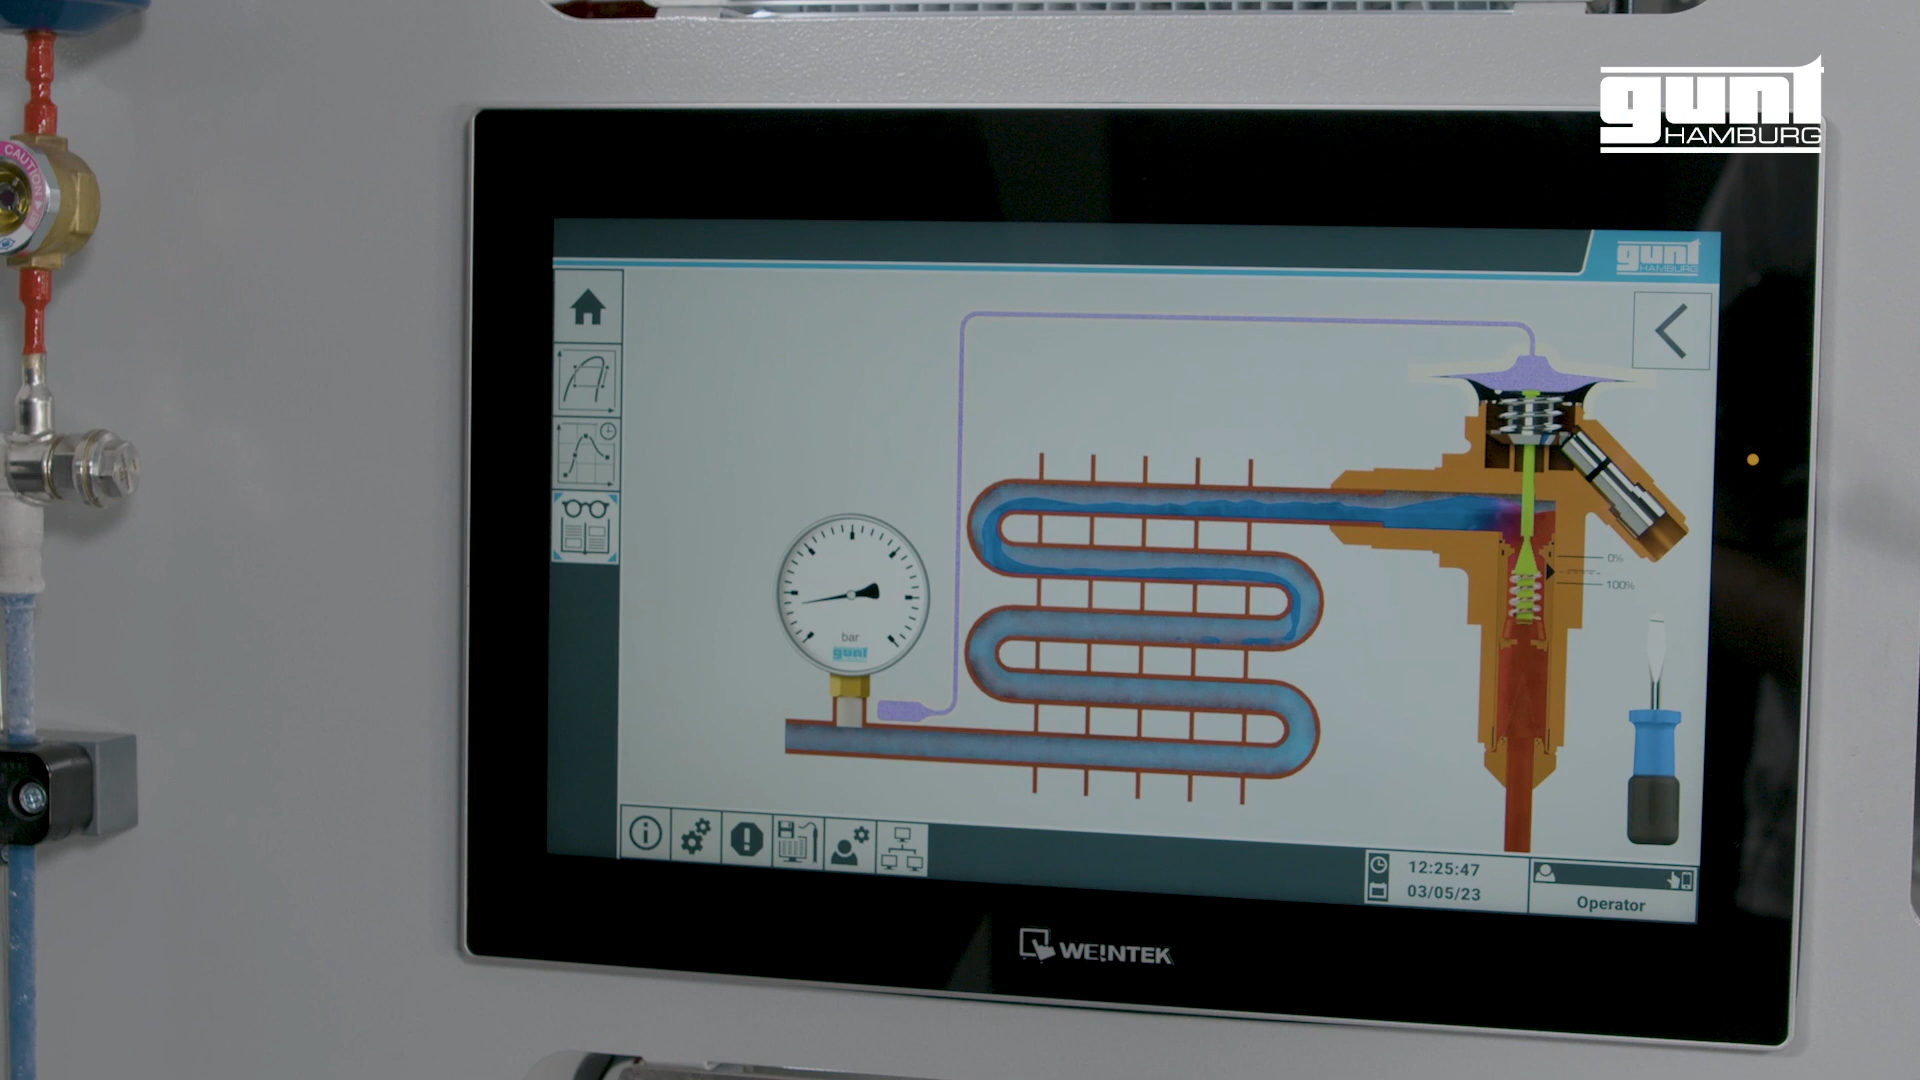 gunt
HAMBURG
CAUTION
gunt
HAMBURG
0%
100%
bar
gunt
12:25:47
03/05/23
Operator
WEINTEK